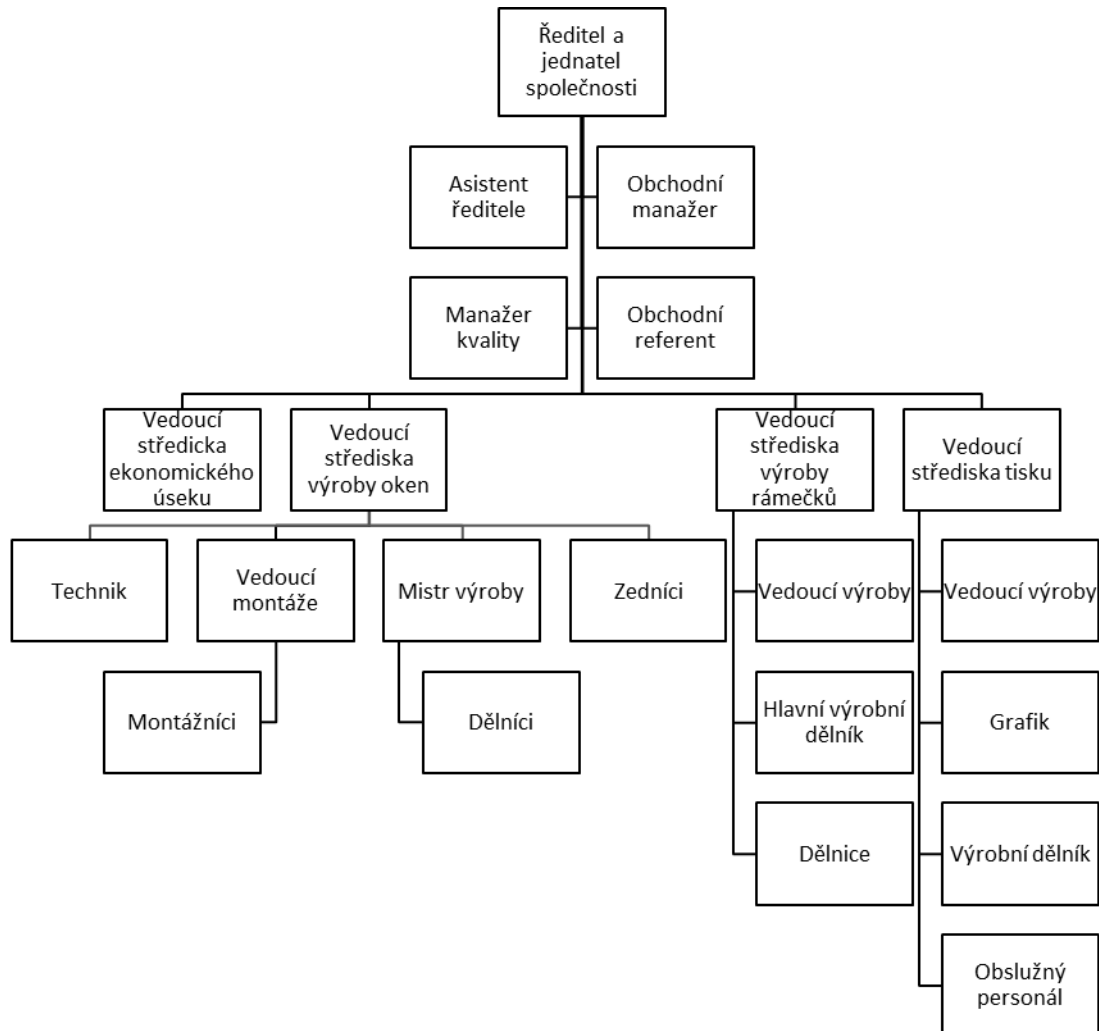 Ředitel a
jednatel
společnosti
Asistent
ředitele
Obchodní
manažer
Manažer
kvality
Obchodní
referent
Vedoucí
středicka
ekonomického
úseku
Vedoucí
střediska
výroby oken
Vedoucí
střediska
výroby
rámečků
Vedoucí
střediska tisku
Technik
Vedoucí
montáže
Mistr výroby
Zedníci
Vedoucí výroby
Vedoucí výroby
Montážníci
Dělníci
Hlavní výrobní
dělník
Grafik
Dělnice
Výrobní dělník
Obslužný
personál